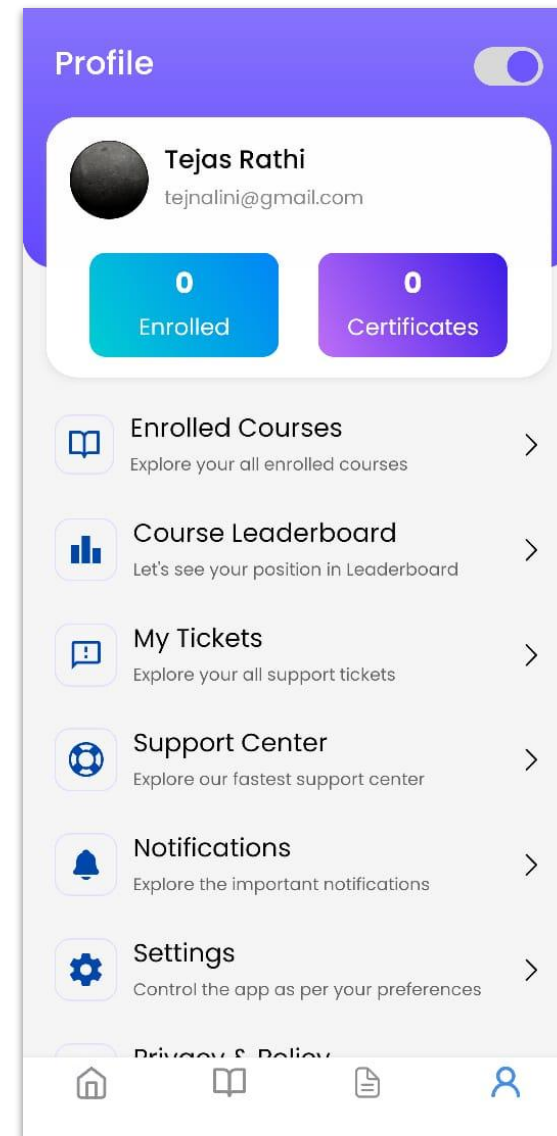 Profile
Tejas Rathi
tejnalini@gmail.com
0
Enrolled
0
Certificates
Enrolled Courses
Explore your all enrolled courses
Course Leaderboard
Let's see your position in Leaderboard
My Tickets
Explore your all support tickets
Support Center
Explore our fastest support center
Notifications
Explore the important notifications
Settings
Control the app as per your preferences
Privacy & Policy